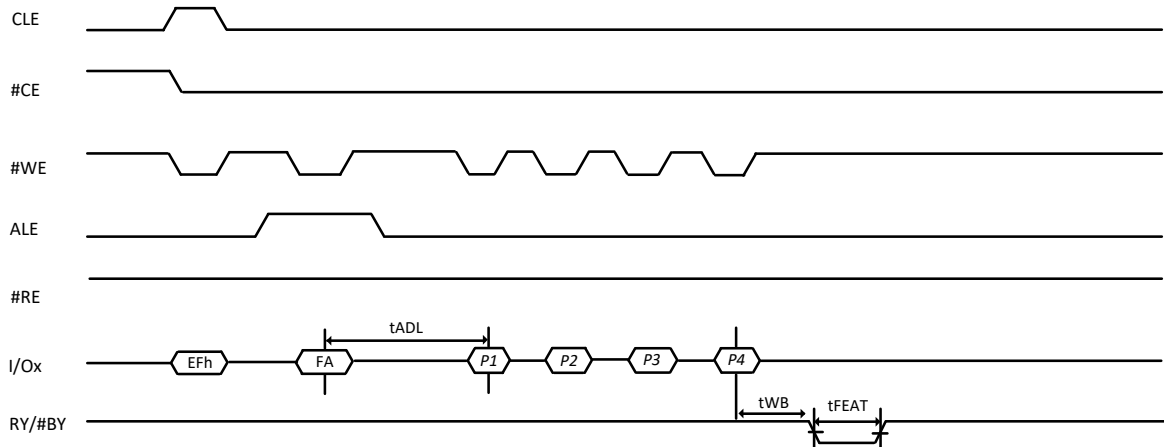 CLE
#CE
#WE
ALE
#RE
tADL
I/Ox EFh FA P1 P2 P3 P4
tWB tFEAT
RY/#BY